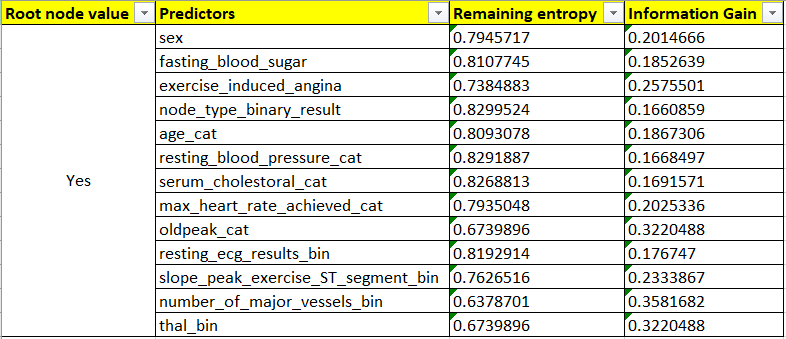 Root node value Predictors Remaining entropy Information Gain
sex 0.7945717 0.2014666
fasting_blood_sugar 0.8107745 0.1852639
exercise_induced_angina 0.7384883 0.2575501
node_type_binary_result 0.8299524 0.1660859
age_cat 0.8093078 0.1867306
resting_blood_pressure_cat 0.8291887 0.1668497
Yes serum_cholestoral_cat 0.8268813 0.1691571
max_heart_rate_achieved_cat 0.7935048 0.2025336
oldpeak_cat 0.6739896 0.3220488
resting_ecg_results_bin 0.8192914 0.176747
slope_peak_exercise_ST_segment_bin 0.7626516 0.2333867
number_of_major_vessels_bin 0.6378701 0.3581682
thal_bin 0.6739896 0.3220488